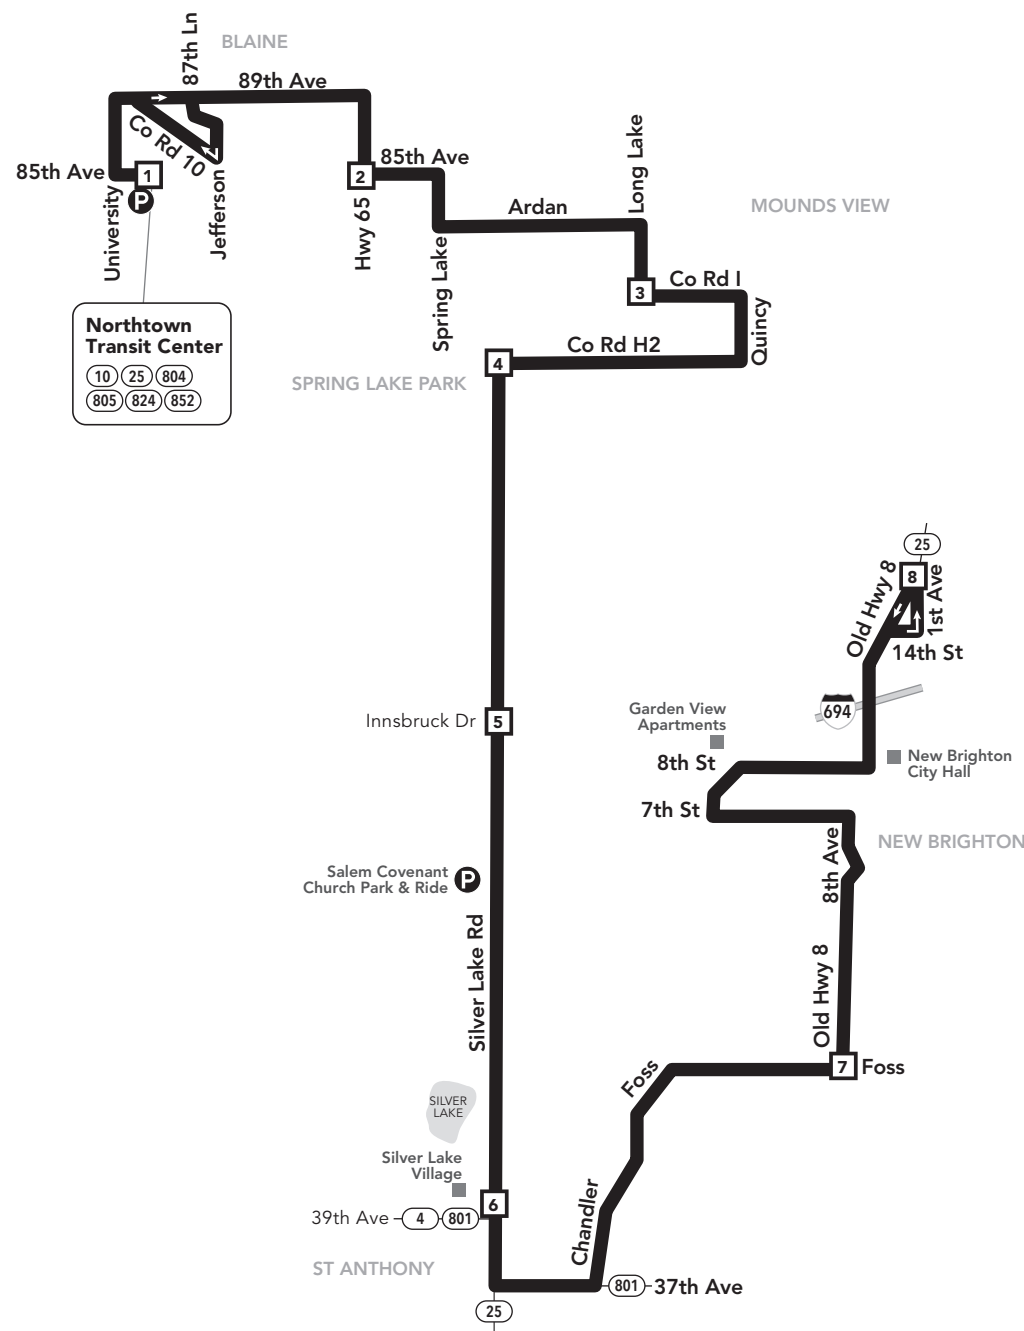 87th Ln
BLAINE
89th Ave
Co Rd 10
85th Ave
1
P
University
Jefferson
2
85th Ave
Hwy 65
Spring Lake
Ardan
Long Lake
MOUNDS VIEW
3
Co Rd I
Quincy
Co Rd H2
4
Northtown
Transit Center
10 25 804
805 824 852
SPRING LAKE PARK
25
8
Old Hwy 8
1st Ave
14th St
694
Garden View
Apartments
Innsbruck Dr
5
8th St
New Brighton
City Hall
7th St
NEW BRIGHTON
8th Ave
Salem Covenant
Church Park & Ride
P
Silver Lake Rd
Old Hwy 8
7
Foss
Foss
SILVER
LAKE
Silver Lake
Village
6
39th Ave 4 801
Chandler
ST ANTHONY
801 37th Ave
25